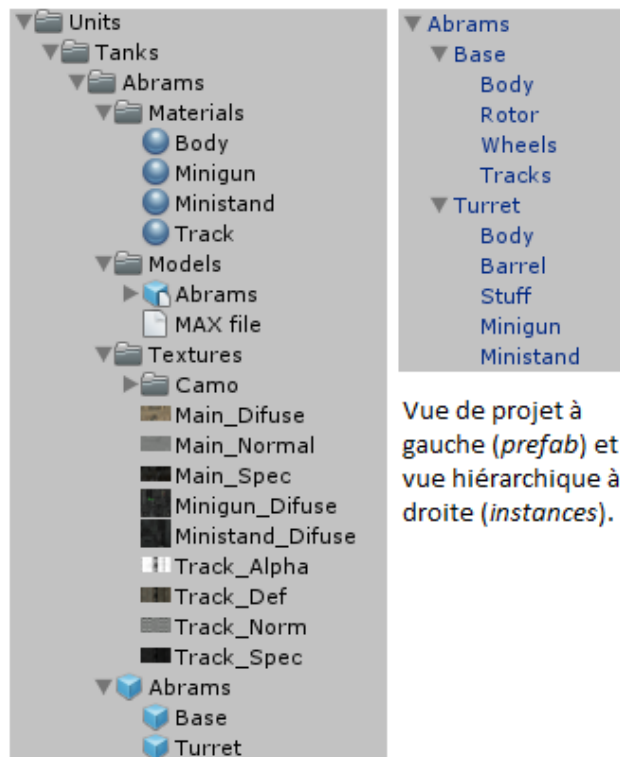 Units
Tanks
Abrams
Materials
Body
Minigun
Ministand
Track
Models
Abrams
MAX file
Textures
Camo
Main_Difuse
Main_Normal
Main_Spec
Minigun_Difuse
Ministand_Difuse
Track_Alpha
Track_Def
Track_Norm
Track_Spec
Abrams
Base
Turret
Abrams
Base
Body
Rotor
Wheels
Tracks
Turret
Body
Barrel
Stuff
Minigun
Ministand
Vue de projet à
gauche (prefab) et
vue hiérarchique à
droite (instances).